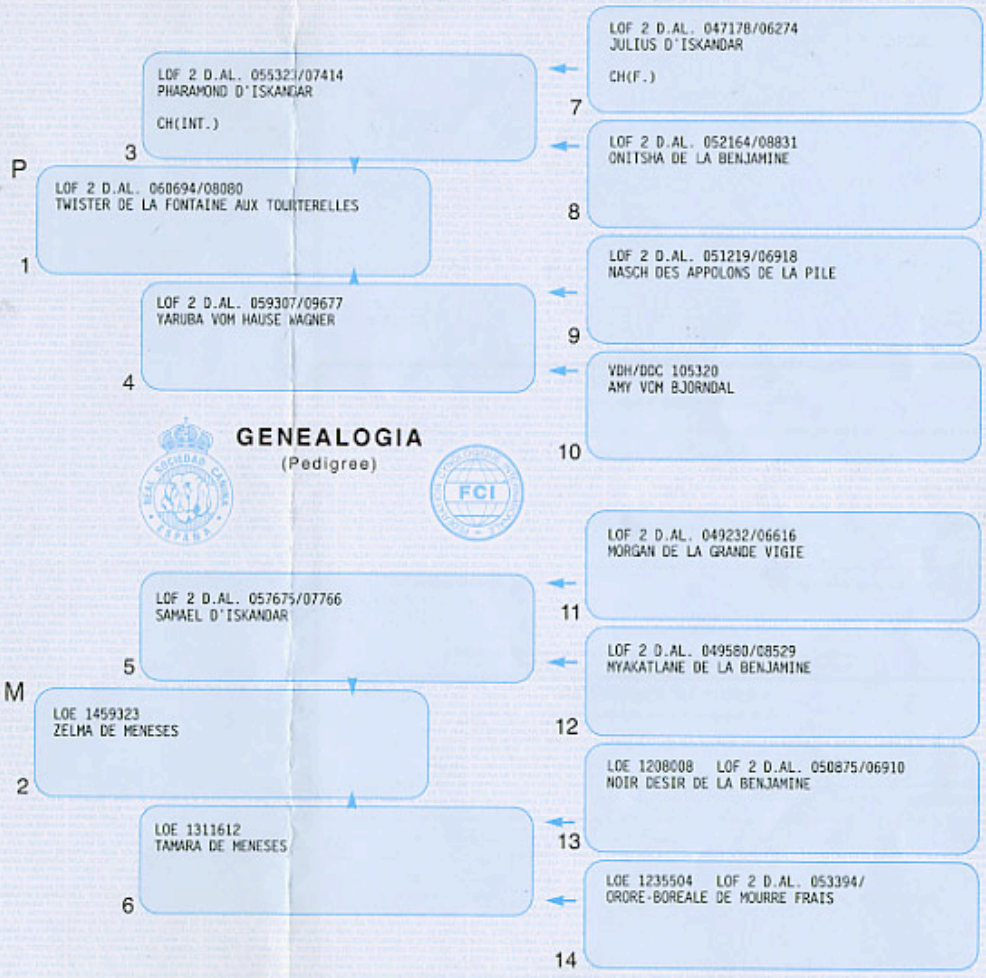 LOF 2 D.AL. 047178/06274
JULIUS D'ISKANDAR
CH(F.)
7
LOF 2 D.AL. 055323/07414
PHARAMOND D'ISKANDAR
CH(INT.)
3
LOF 2 D.AL. 052164/08831
ONITSHA DE LA BENJAMINE
8
P
LOF 2 D.AL. 060694/08080
TWISTER DE LA FONTAINE AUX TOURTERELLES
1
LOF 2 D.AL. 051219/06918
NASCH DES APPOLONS DE LA PILE
9
LOF 2 D.AL. 059307/09677
YARUBA VOM HAUSE WAGNER
4
VDH/DDC 105320
AMY VOM BJORNDAL
10
GENEALOGIA
(Pedigree)
REAL SOCIEDAD CANINA
ESPAÑA
FCI
LOF 2 D.AL. 049232/06616
MORGAN DE LA GRANDE VIGIE
11
LOF 2 D.AL. 057675/07766
SAMAEL D'ISKANDAR
5
LOF 2 D.AL. 049580/08529
MYAKATLANE DE LA BENJAMINE
12
M
LOE 1459323
ZELMA DE MENESES
2
LOE 1208008 LOF 2 D.AL. 050875/06910
NOIR DESIR DE LA BENJAMINE
13
LOE 1311612
TAMARA DE MENESES
6
LOE 1235504 LOF 2 D.AL. 053394/
ORORE-BOREALE DE MOURRE FRAIS
14